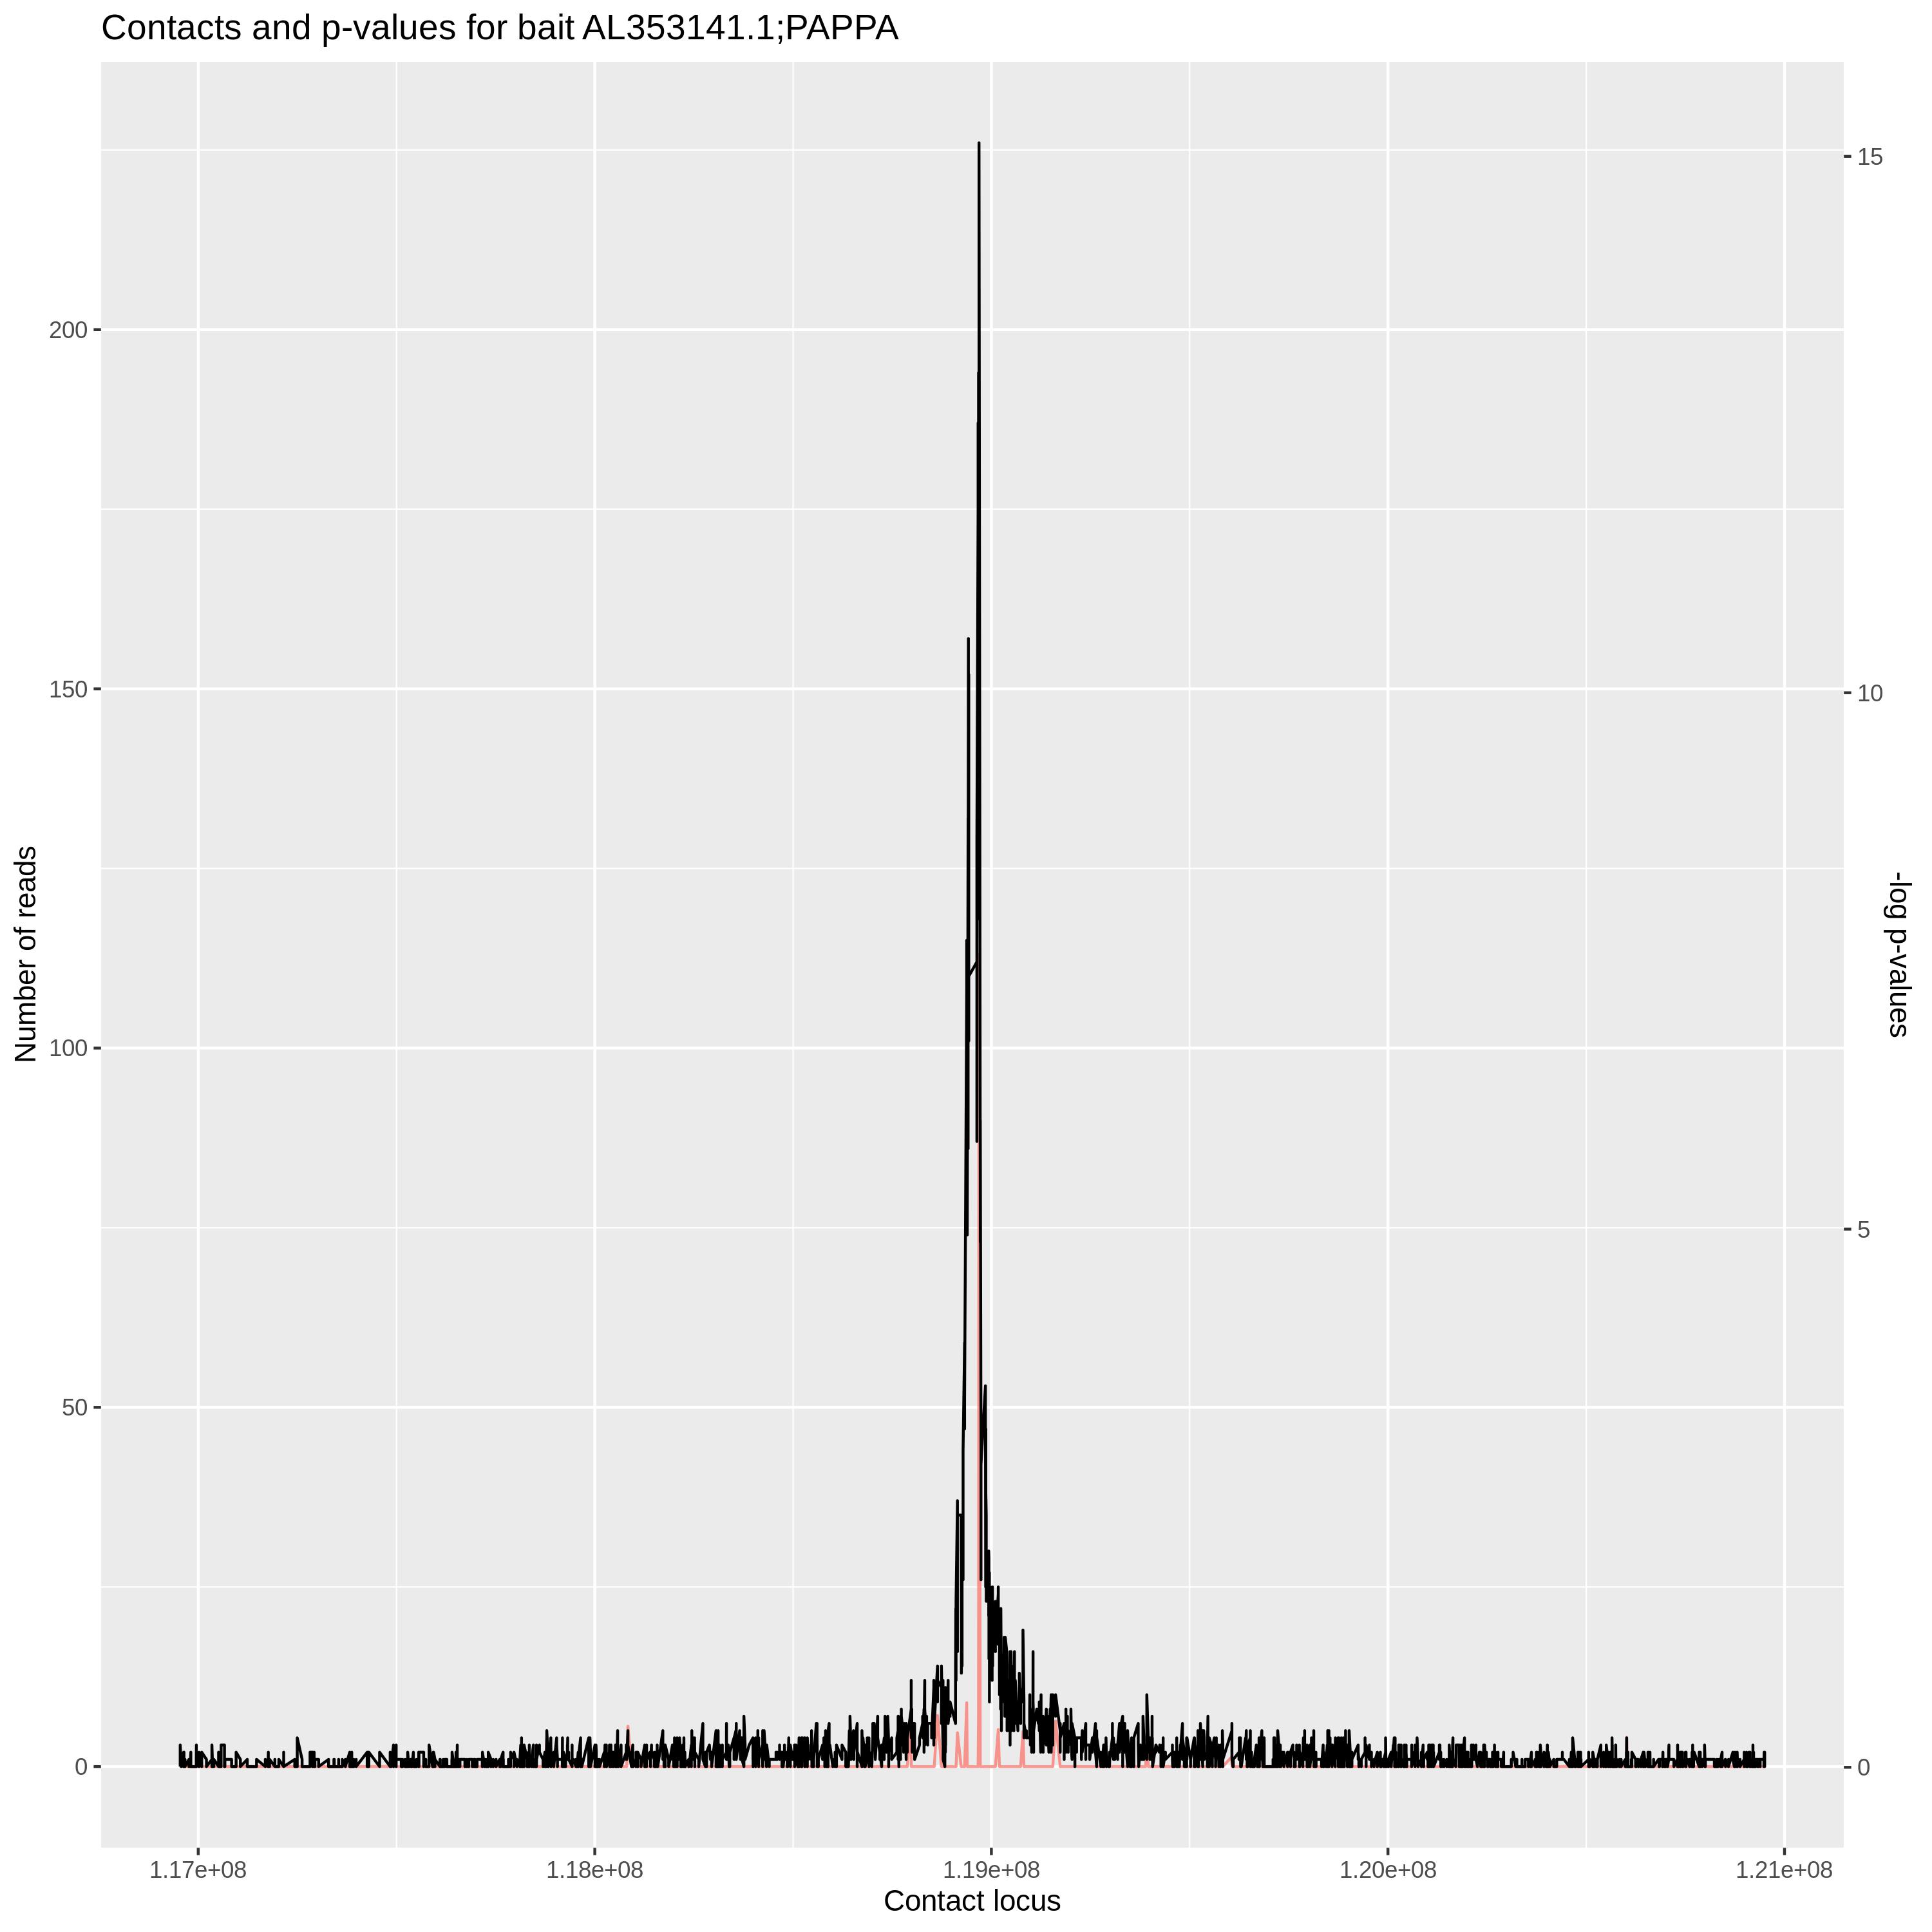 Contacts and p-values for bait AL353141.1;PAPPA
Number of reads
200
150
100
50
0
15
10
5
0
-log p-values
1.17e+08 1.18e+08 1.19e+08 1.20e+08 1.21e+08
Contact locus